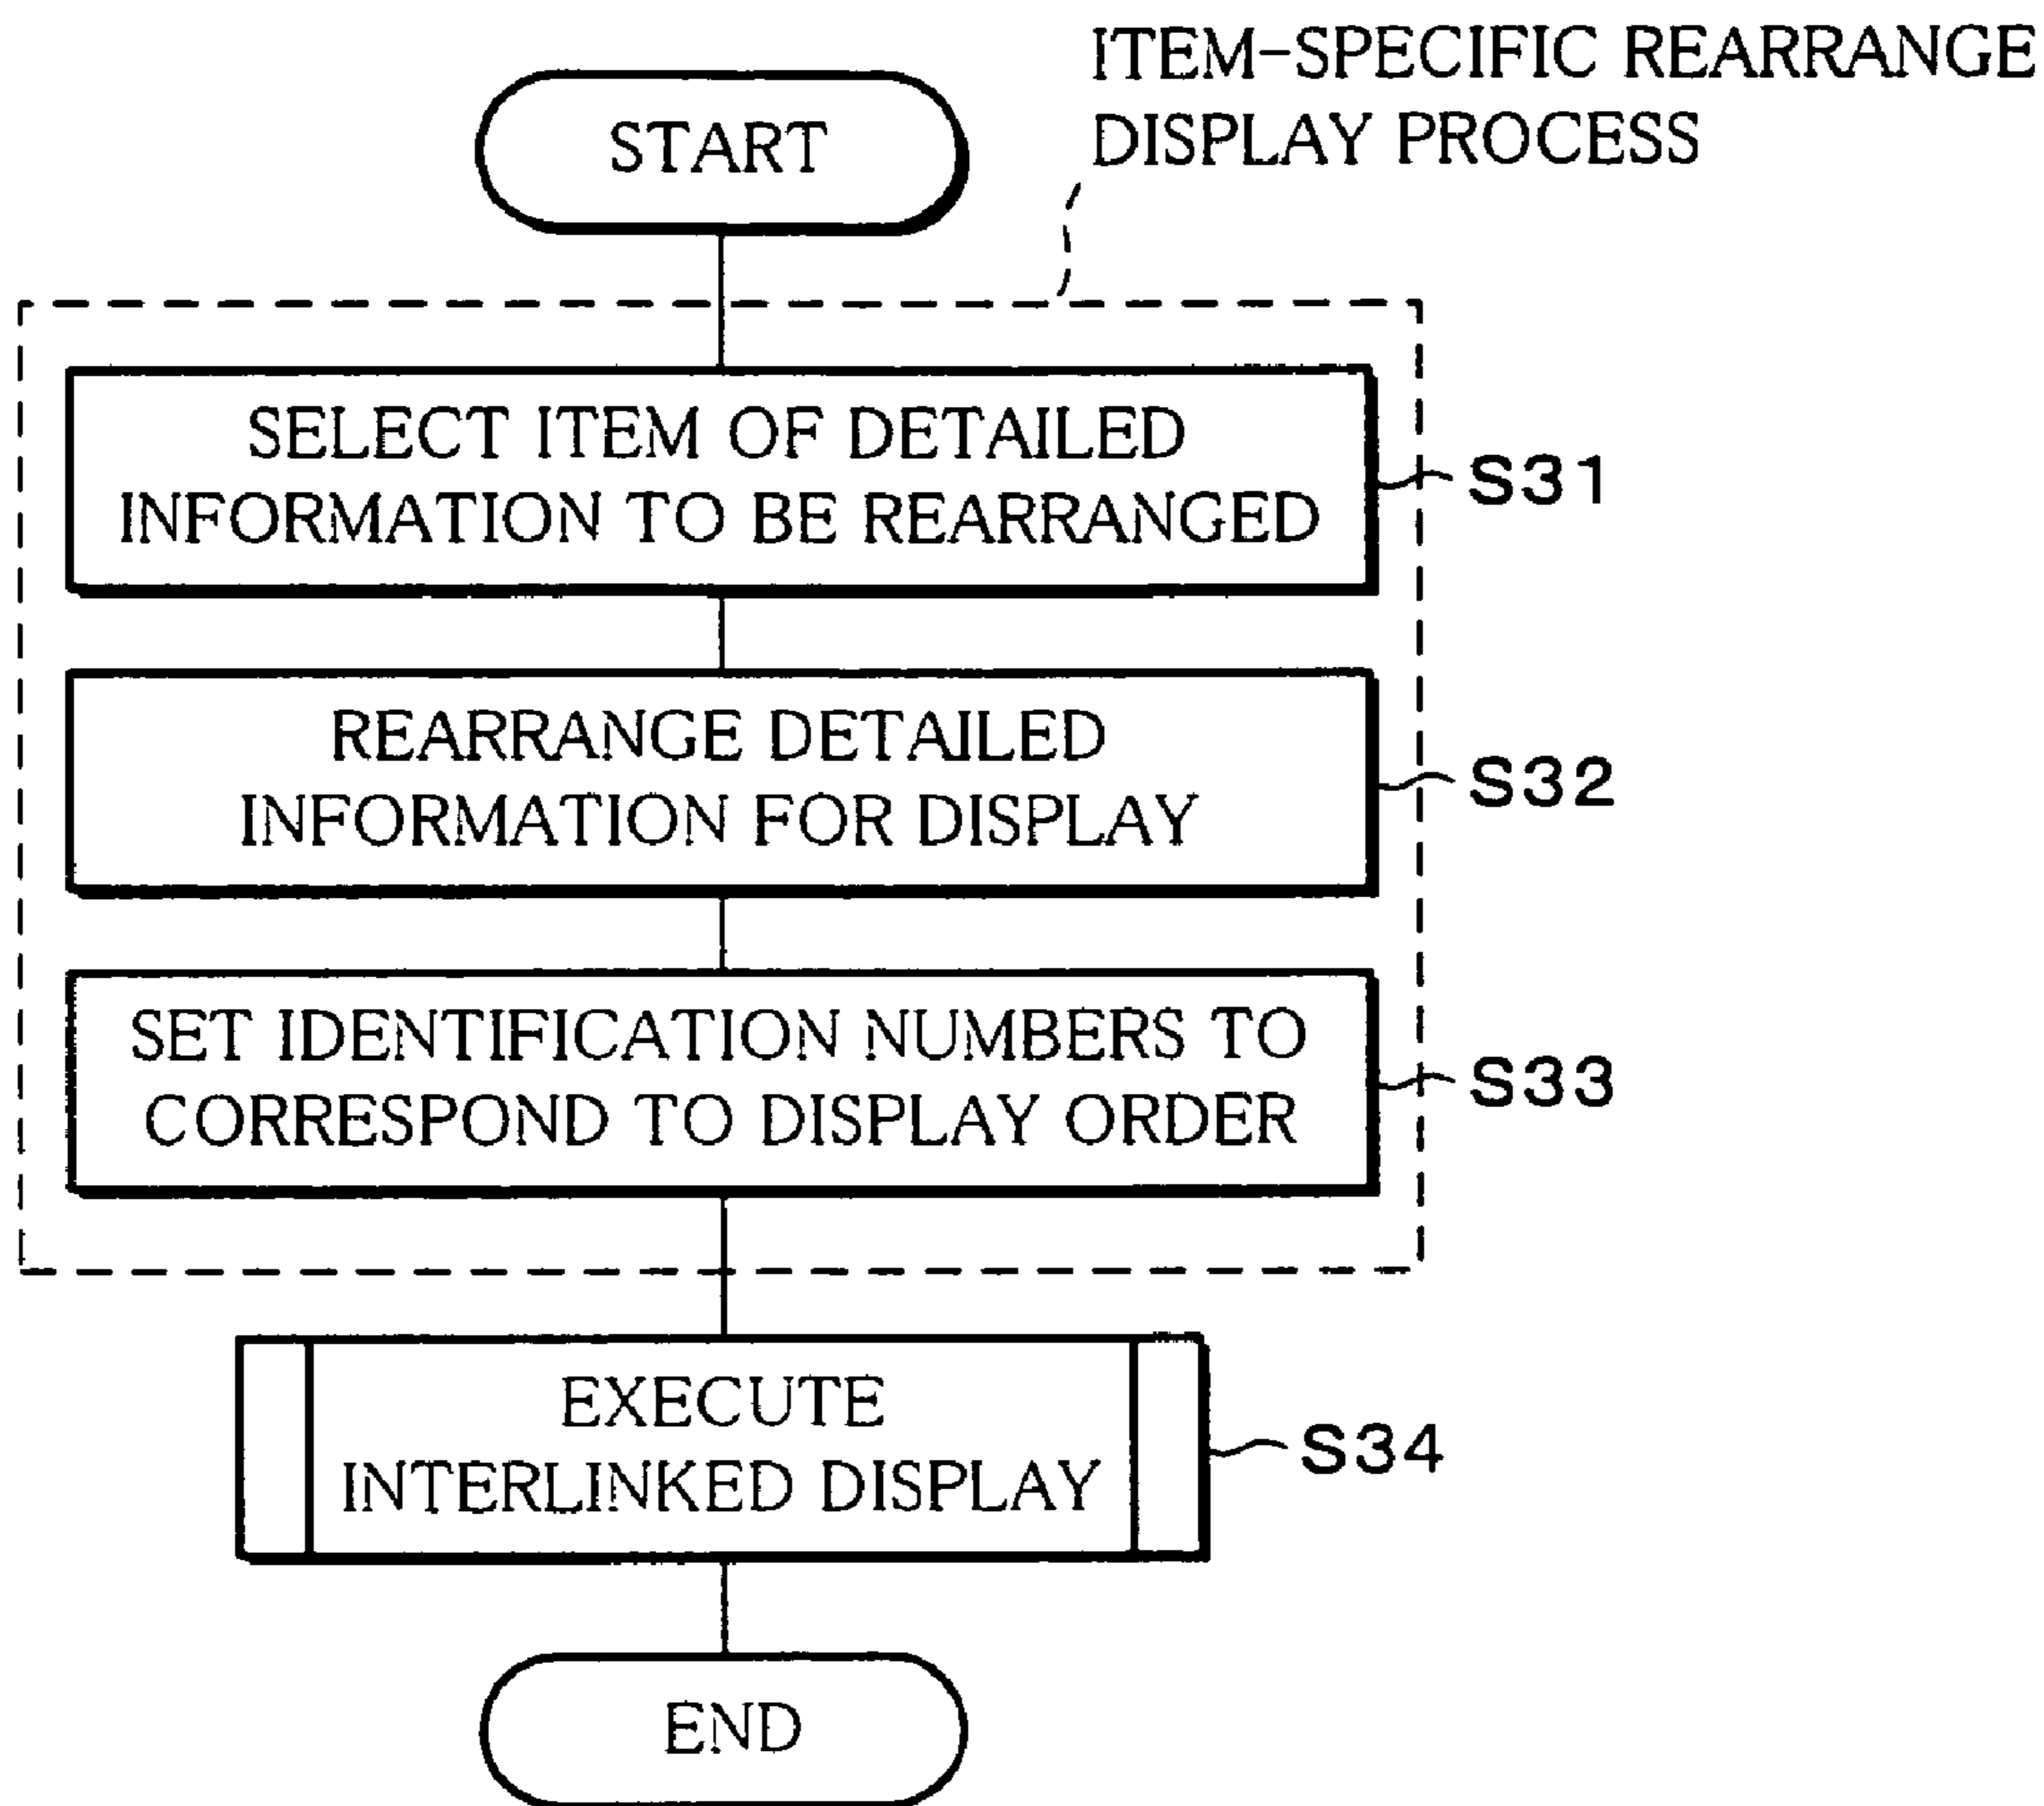 ITEM-SPECIFIC REARRANGE
DISPLAY PROCESS
START
SELECT ITEM OF DETAILED
INFORMATION TO BE REARRANGED
S31
REARRANGE DETAILED
INFORMATION FOR DISPLAY
S32
SET IDENTIFICATION NUMBERS TO
CORRESPOND TO DISPLAY ORDER
S33
EXECUTE
INTERLINKED DISPLAY
S34
END